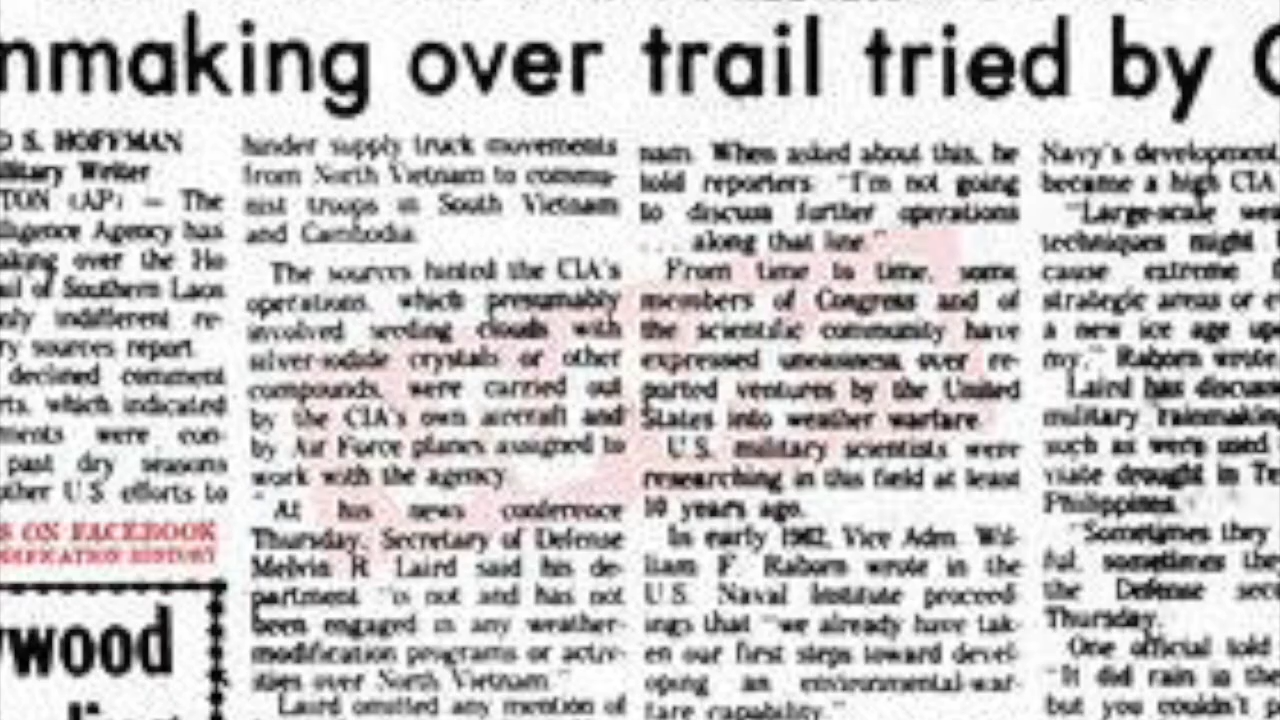 nmaking over trail tried by C
D S. HOFFMAN
litary Writer
TON (AP) — The
lligence Agency has
aking over the Ho
ail of Southern Laos
nly indifferent re-
ry sources report.
declined comment
rts, which indicated
ments were con-
past dry seasons
other U.S. efforts to
S ON FACEBOOK
wood
hinder supply truck movements
from North Vietnam to commu-
nist troops in South Vietnam
and Cambodia.
The sources hinted the CIA's
operations, which presumably
involved seeding clouds with
silver-iodide crystals or other
compounds, were carried out
by the CIA's own aircraft and
by Air Force planes assigned to
work with the agency.
At his news conference
Thursday, Secretary of Defense
Melvin R. Laird said his de-
partment "is not and has not
been engaged in any weather-
modification programs or activ-
ities over North Vietnam."
Laird omitted any mention of
nam. When asked about this, he
told reporters: "I'm not going
to discuss further operations
. . . along that line."
From time to time, some
members of Congress and of
the scientific community have
expressed uneasiness over re-
ported ventures by the United
States into weather warfare.
U.S. military scientists were
researching in this field at least
10 years ago.
In early 1962, Vice Adm. Wil-
liam F. Raborn wrote in the
U.S. Naval Institute proceed-
ings that "we already have tak-
en our first steps toward devel-
oping an environmental-war-
fare capability."
Navy's development
became a high CIA
"Large-scale wea
techniques might b
cause extreme f
strategic areas or e
a new ice age upo
my," Raborn wrote.
Laird has discuss
military rainmaking
such as were used
viate drought in Te
Philippines.
"Sometimes they
ful, sometimes they
the Defense sec
Thursday.
One official told
"It did rain in the
but you couldn't p